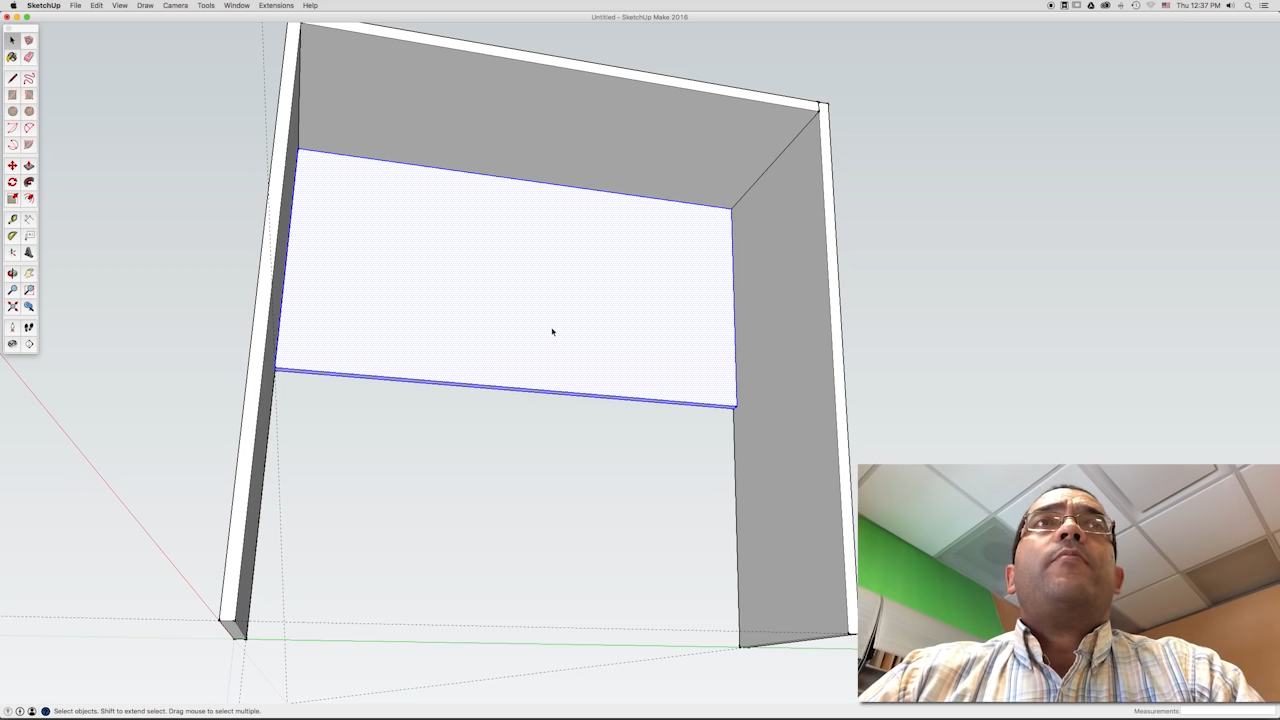 SketchUp File Edit View Draw Camera Tools Window Extensions Help
Thu 12:37 PM
Untitled - SketchUp Make 2016
Select objects. Shift to extend select. Drag mouse to select multiple.
Measurements: